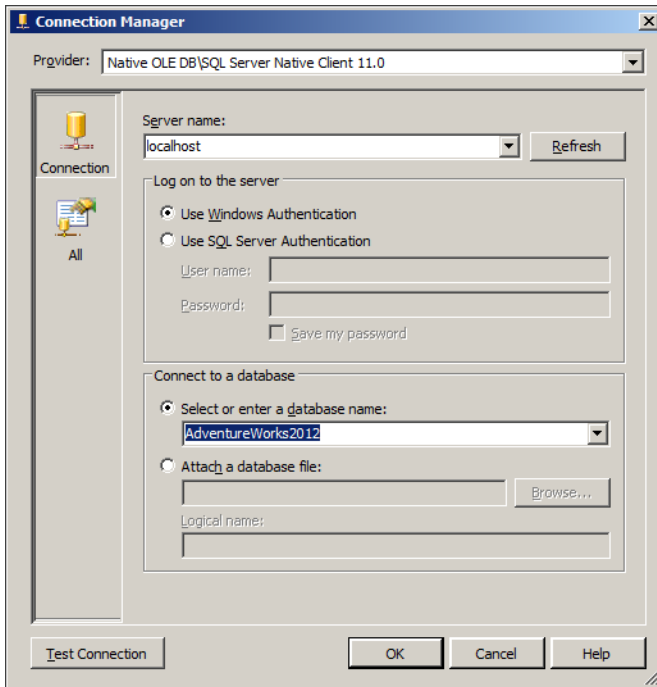 Connection Manager
Provider: Native OLE DB\SQL Server Native Client 11.0
Connection
All
Server name:
localhost
Refresh
Log on to the server
Use Windows Authentication
Use SQL Server Authentication
User name:
Password:
Save my password
Connect to a database
Select or enter a database name:
AdventureWorks2012
Attach a database file:
Browse...
Logical name:
Test Connection
OK
Cancel
Help